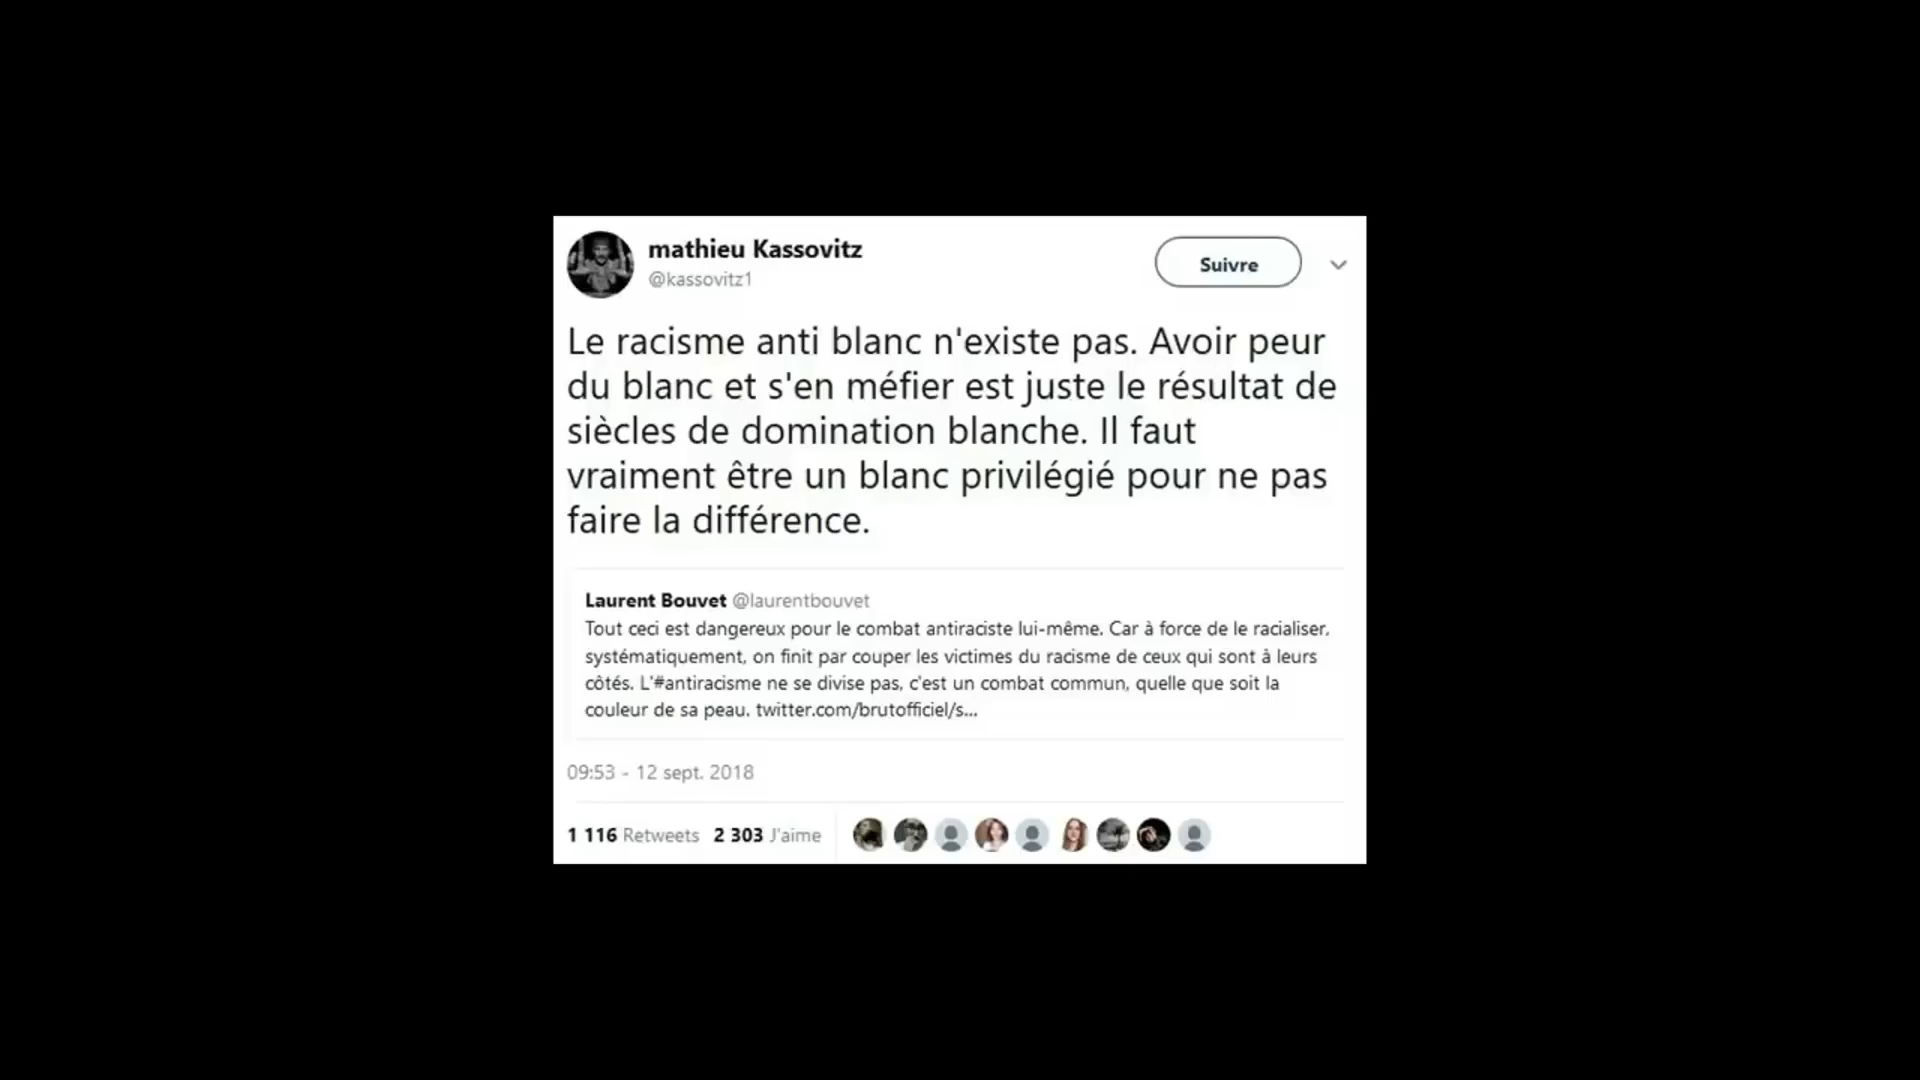 mathieu Kassovitz
@kassovitz1
Suivre
Le racisme anti blanc n'existe pas. Avoir peur
du blanc et s'en méfier est juste le résultat de
siècles de domination blanche. Il faut
vraiment être un blanc privilégié pour ne pas
faire la différence.
Laurent Bouvet @laurentbouvet
Tout ceci est dangereux pour le combat antiraciste lui-même. Car à force de le racialiser,
systématiquement, on finit par couper les victimes du racisme de ceux qui sont à leurs
côtés. L'#antiracisme ne se divise pas, c'est un combat commun, quelle que soit la
couleur de sa peau. twitter.com/brutofficiel/s...
09:53 - 12 sept. 2018
1 116 Retweets 2 303 J'aime